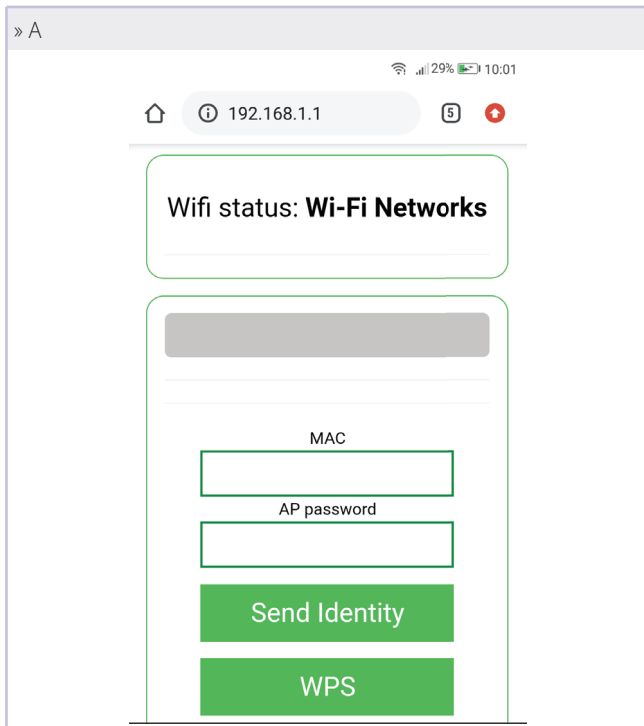 » A
29% 10:01
192.168.1.1 5
Wifi status: Wi-Fi Networks
MAC
AP password
Send Identity
WPS